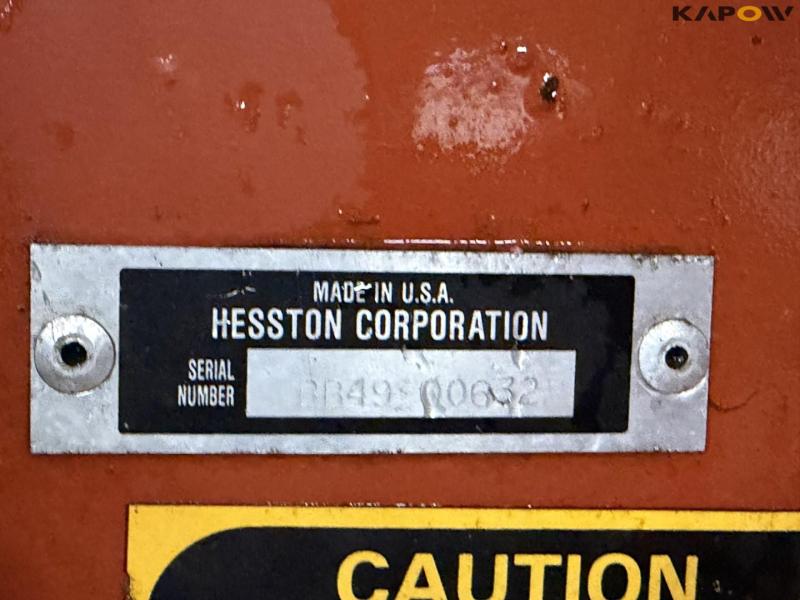 KAPOW
MADE IN U.S.A.
HESSTON CORPORATION
SERIAL
NUMBER
CAUTION